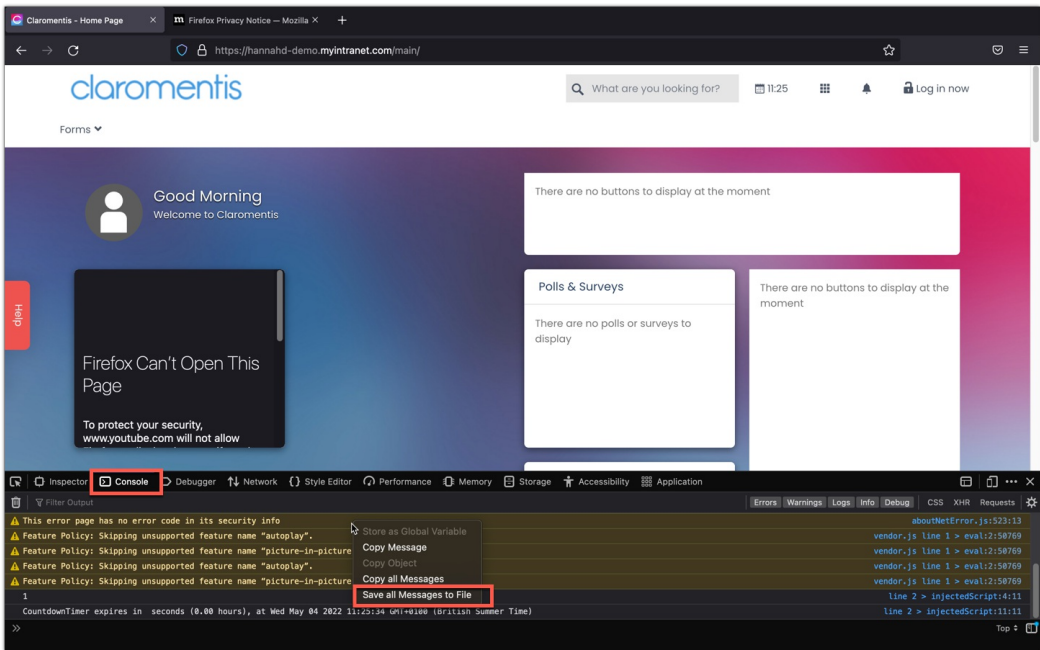 Claromentis - Home Page
Firefox Privacy Notice — Mozilla
https://hannahd-demo.myintranet.com/main/
claromentis
What are you looking for?
11:25
Log in now
Forms
Good Morning
Welcome to Claromentis
There are no buttons to display at the moment
Help
Firefox Can't Open This
Page
To protect your security,
www.youtube.com will not allow
Polls & Surveys
There are no polls or surveys to
display
There are no buttons to display at the
moment
Inspector Console Debugger Network {} Style Editor Performance Memory Storage Accessibility Application
Filter Output Errors Warnings Logs Info Debug CSS XHR Requests
This error page has no error code in its security info aboutNetError.js:523:13
Feature Policy: Skipping unsupported feature name “autoplay”. vendor.js line 1 > eval:2:50769
Feature Policy: Skipping unsupported feature name “picture-in-picture vendor.js line 1 > eval:2:50769
Feature Policy: Skipping unsupported feature name “autoplay”. vendor.js line 1 > eval:2:50769
Feature Policy: Skipping unsupported feature name “picture-in-picture vendor.js line 1 > eval:2:50769
1 line 2 > injectedScript:4:11
CountdownTimer expires in seconds (0.00 hours), at Wed May 04 2022 11:25:34 GMT+0100 (British Summer Time) line 2 > injectedScript:11:11
Store as Global Variable
Copy Message
Copy Object
Copy all Messages
Save all Messages to File
Top